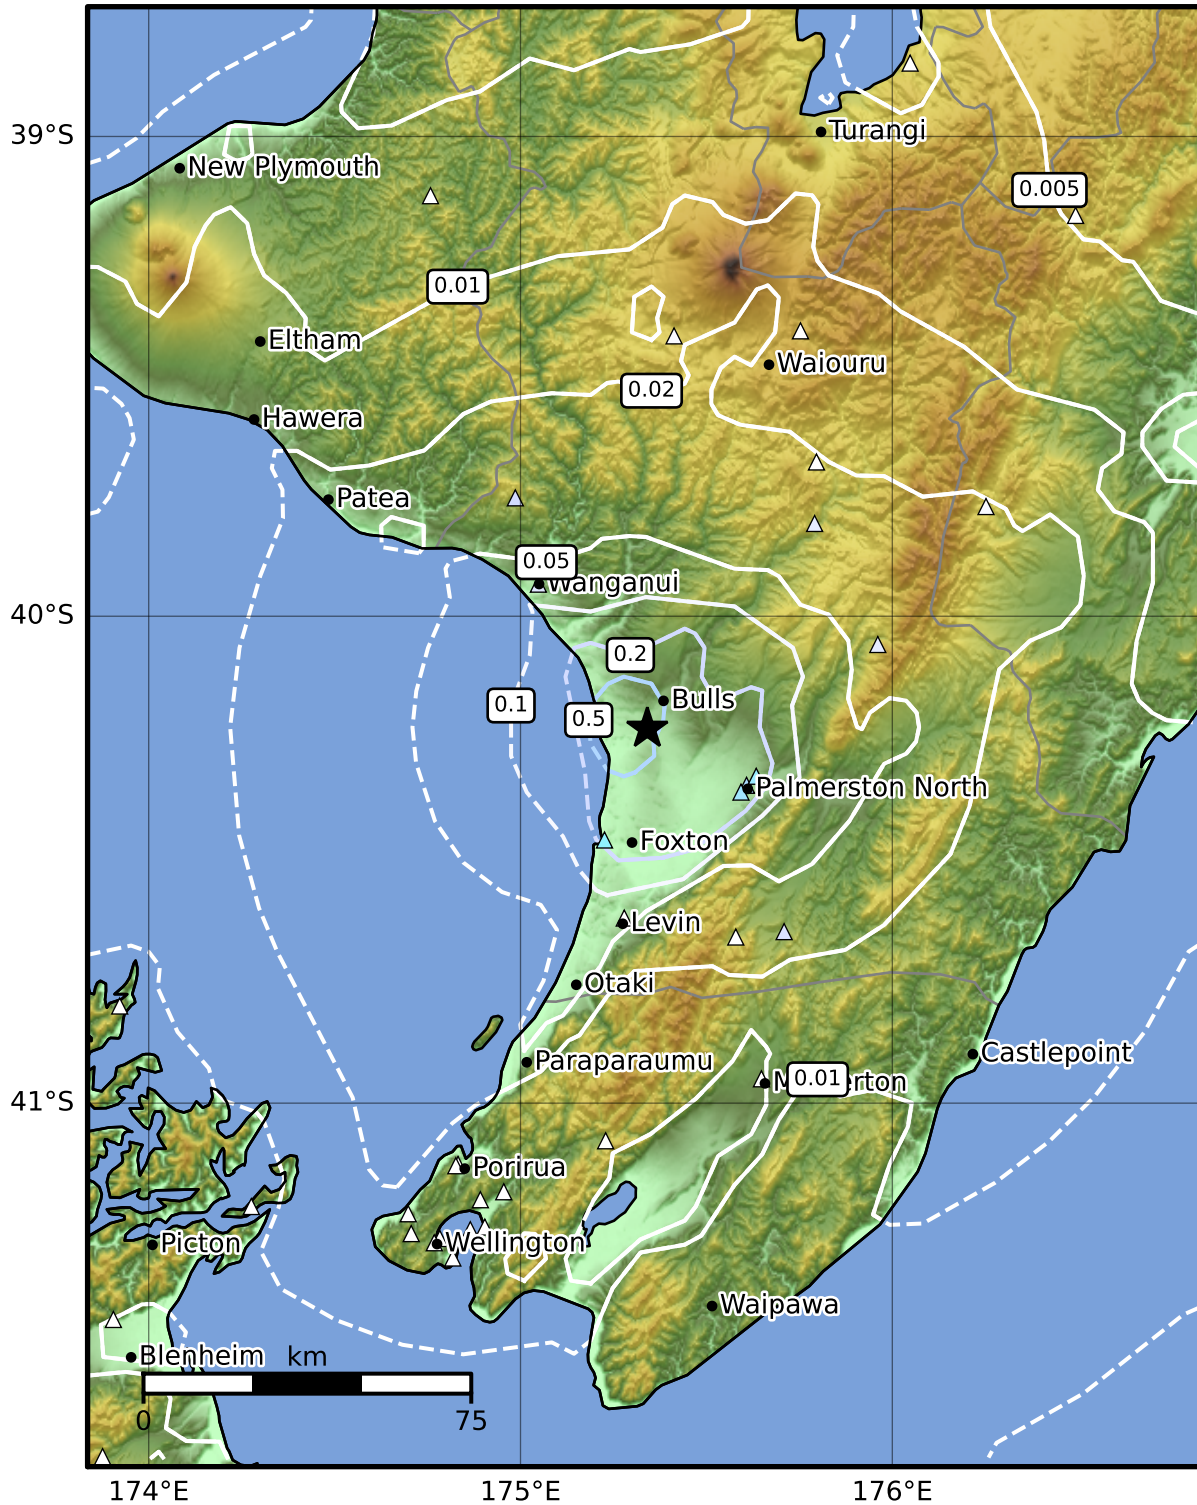 39°S
Turangi
New Plymouth
0.005
0.01
Eltham
Waiouru
0.02
Hawera
Patea
0.05
Wanganui
40°S
0.2
Bulls
0.1
0.5
Palmerston North
Foxton
Levin
Otaki
Castlepoint
Paraparaumu
0.01
M erton
41°S
Porirua
Picton
Wellington
Waipawa
Blenheim
km
0
75
174°E
175°E
176°E